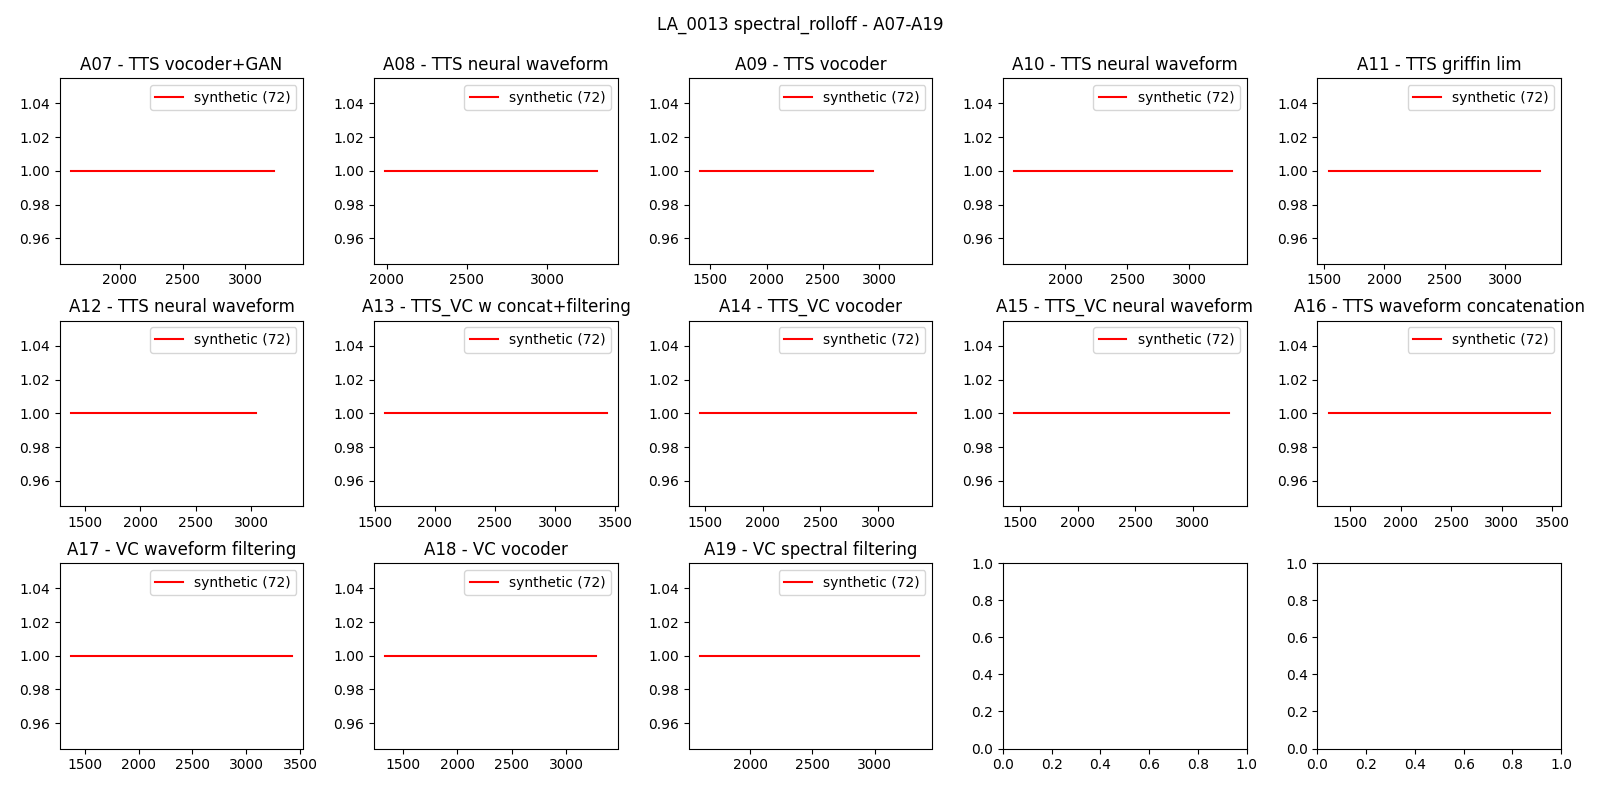 LA_0013 spectral_rolloff - A07-A19
A07 - TTS vocoder+GAN
synthetic (72)
1.04
1.02
1.00
0.98
0.96
2000 2500 3000
A08 - TTS neural waveform
synthetic (72)
1.04
1.02
1.00
0.98
0.96
2000 2500 3000
A09 - TTS vocoder
synthetic (72)
1.04
1.02
1.00
0.98
0.96
1500 2000 2500 3000
A10 - TTS neural waveform
synthetic (72)
1.04
1.02
1.00
0.98
0.96
2000 2500 3000
A11 - TTS griffin lim
synthetic (72)
1.04
1.02
1.00
0.98
0.96
1500 2000 2500 3000
A12 - TTS neural waveform
synthetic (72)
1.04
1.02
1.00
0.98
0.96
1500 2000 2500 3000
A13 - TTS_VC w concat+filtering
synthetic (72)
1.04
1.02
1.00
0.98
0.96
1500 2000 2500 3000 3500
A14 - TTS_VC vocoder
synthetic (72)
1.04
1.02
1.00
0.98
0.96
1500 2000 2500 3000
A15 - TTS_VC neural waveform
synthetic (72)
1.04
1.02
1.00
0.98
0.96
1500 2000 2500 3000
A16 - TTS waveform concatenation
synthetic (72)
1.04
1.02
1.00
0.98
0.96
1500 2000 2500 3000 3500
A17 - VC waveform filtering
synthetic (72)
1.04
1.02
1.00
0.98
0.96
1500 2000 2500 3000 3500
A18 - VC vocoder
synthetic (72)
1.04
1.02
1.00
0.98
0.96
1500 2000 2500 3000
A19 - VC spectral filtering
synthetic (72)
1.04
1.02
1.00
0.98
0.96
2000 2500 3000
1.0
0.8
0.6
0.4
0.2
0.0
0.0 0.2 0.4 0.6 0.8 1.0
1.0
0.8
0.6
0.4
0.2
0.0
0.0 0.2 0.4 0.6 0.8 1.0